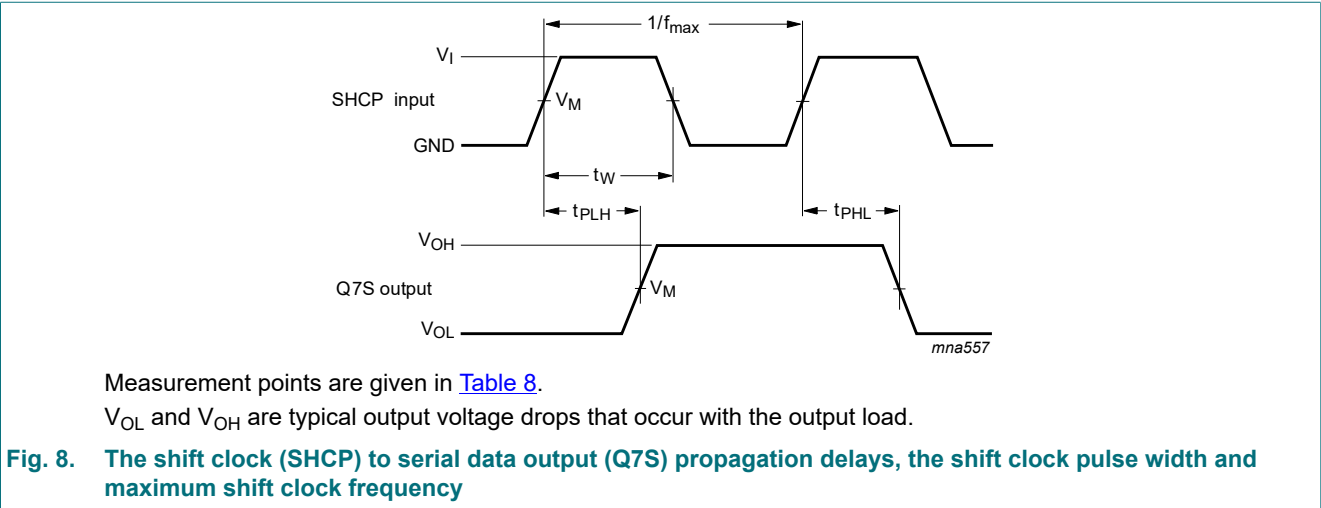 1/fmax
VI
SHCP input
VM
GND
tW
tPLH
tPHL
VOH
Q7S output
VM
VOL
mna557
Measurement points are given in Table 8.
VOL and VOH are typical output voltage drops that occur with the output load.
Fig. 8. The shift clock (SHCP) to serial data output (Q7S) propagation delays, the shift clock pulse width and
maximum shift clock frequency